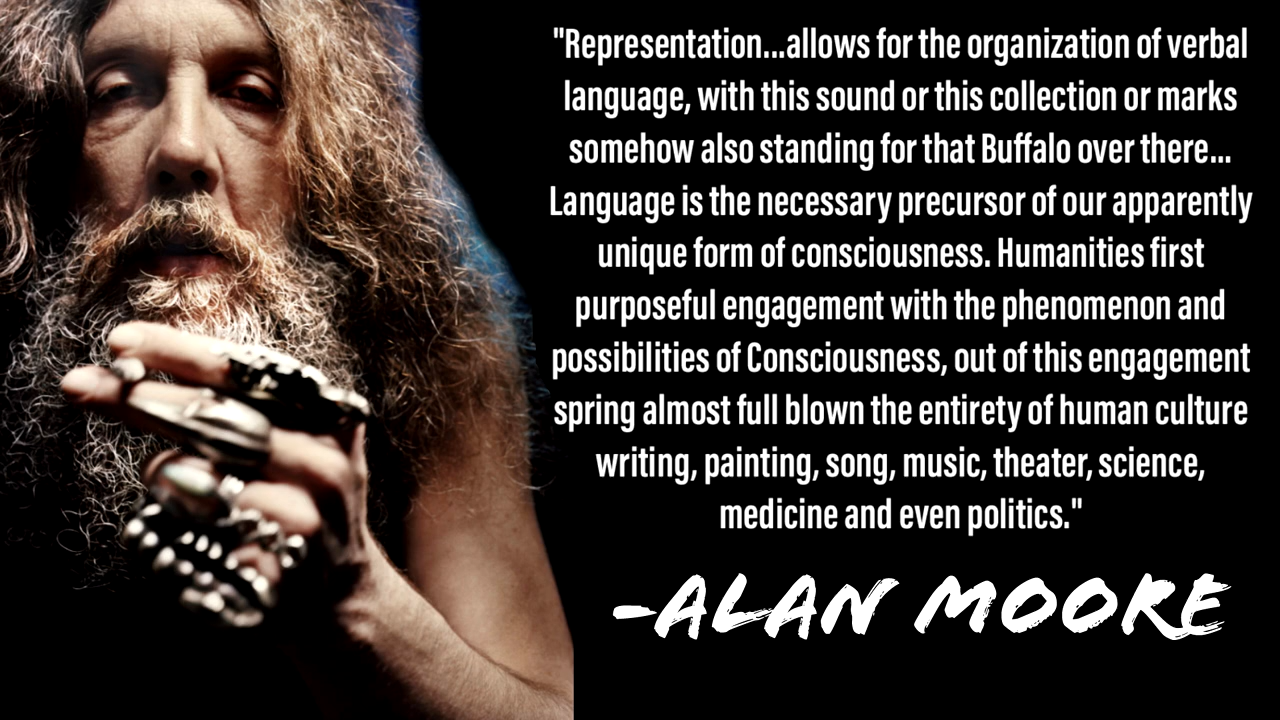 "Representation...allows for the organization of verbal
language, with this sound or this collection or marks
somehow also standing for that Buffalo over there...
Language is the necessary precursor of our apparently
unique form of consciousness. Humanities first
purposeful engagement with the phenomenon and
possibilities of Consciousness, out of this engagement
spring almost full blown the entirety of human culture
writing, painting, song, music, theater, science,
medicine and even politics."
-ALAN MOORE